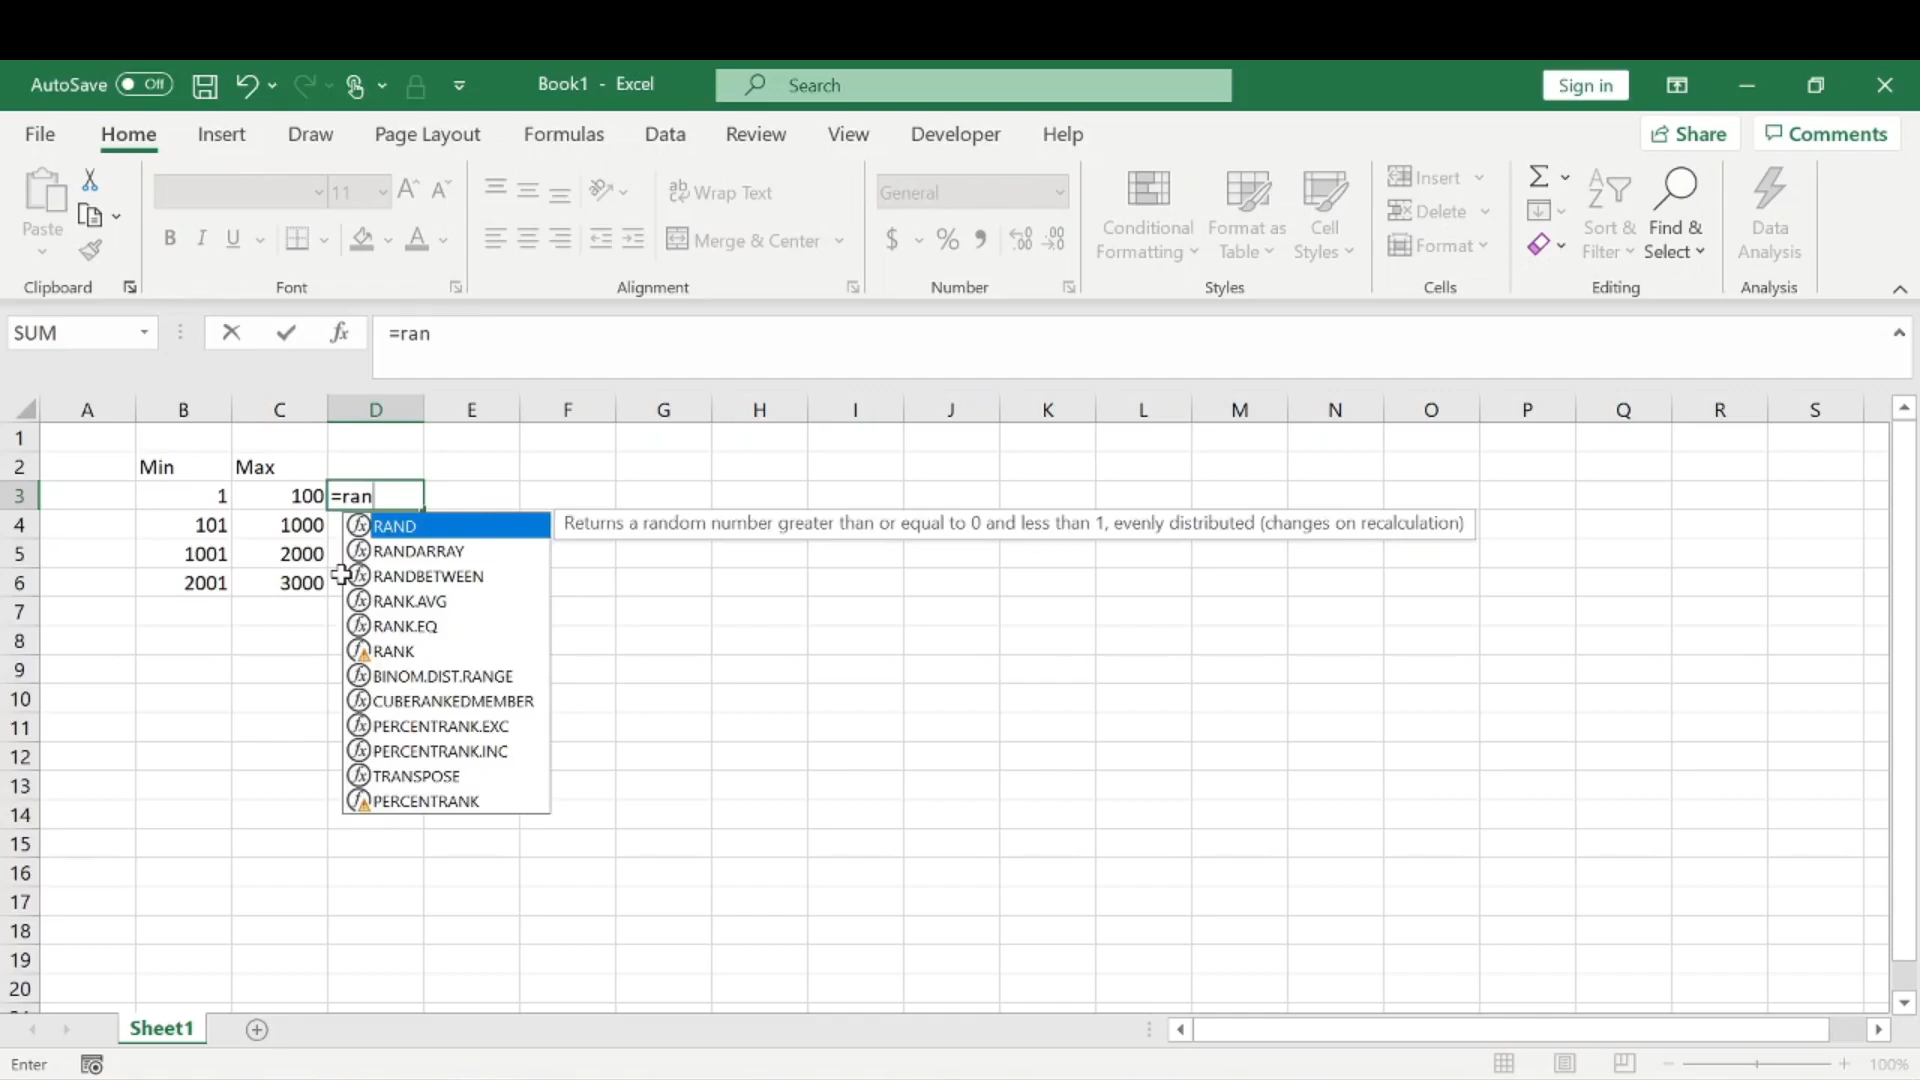 AutoSave Off Book1 - Excel Search Sign in
File Home Insert Draw Page Layout Formulas Data Review View Developer Help Share Comments
Paste
Clipboard
11
B I U
Font
Wrap Text
Merge & Center
Alignment
General
$ % 9
Number
Conditional Formatting
Format as Table
Cell Styles
Styles
Insert
Delete
Format
Cells
Sort & Filter
Find & Select
Editing
Data Analysis
Analysis
SUM fx =ran
A B C D E F G H I J K L M N O P Q R S
1
2 Min Max
3 1 100 =ran
4 101 1000
5 1001 2000
6 2001 3000
7
8
9
10
11
12
13
14
15
16
17
18
19
20
RAND Returns a random number greater than or equal to 0 and less than 1, evenly distributed (changes on recalculation)
RANDARRAY
RANDBETWEEN
RANK.AVG
RANK.EQ
RANK
BINOM.DIST.RANGE
CUBERANKEDMEMBER
PERCENTRANK.EXC
PERCENTRANK.INC
TRANSPOSE
PERCENTRANK
Sheet1
Enter 100%